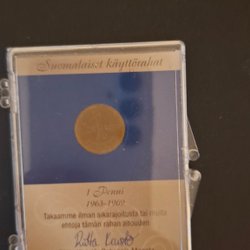 Suomalaiset käyttörahat
1 Penni
1963-1969
Takaamme ilman aikarajoitusta tai muita
ehtoja tämän rahan aitouden